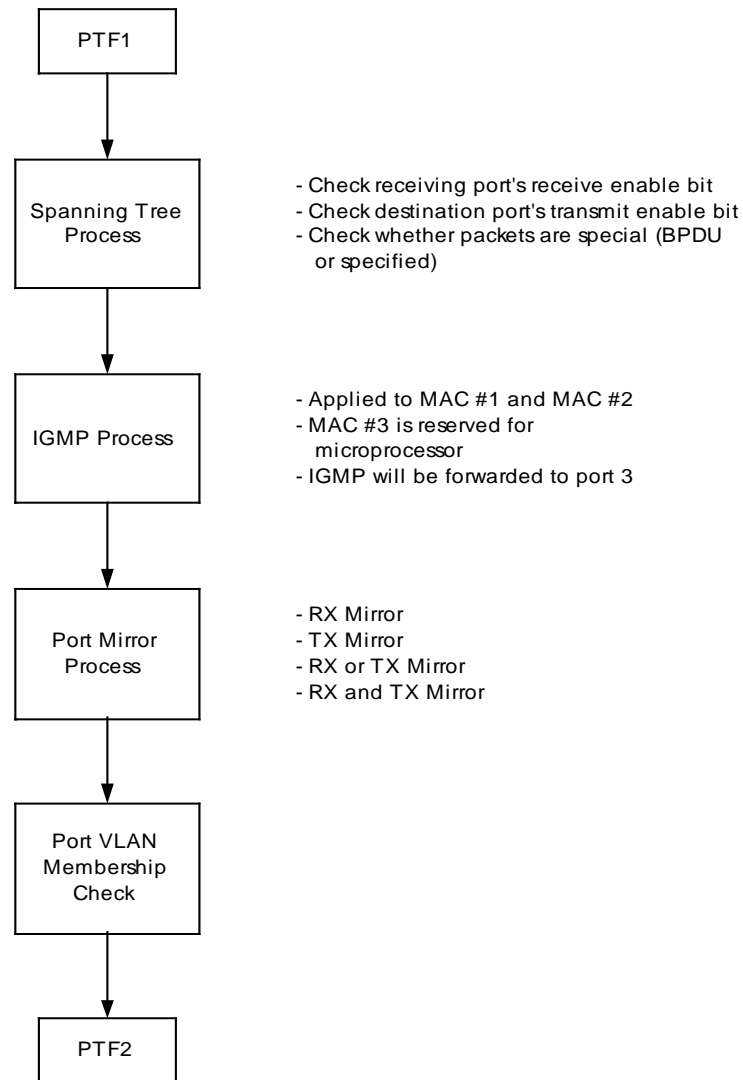 PTF1
Spanning Tree
Process
- Check receiving port's receive enable bit
- Check destination port's transmit enable bit
- Check whether packets are special (BPDU
or specified)
IGMP Process
- Applied to MAC #1 and MAC #2
- MAC #3 is reserved for
microprocessor
- IGMP will be forwarded to port 3
Port Mirror
Process
- RX Mirror
- TX Mirror
- RX or TX Mirror
- RX and TX Mirror
Port VLAN
Membership
Check
PTF2